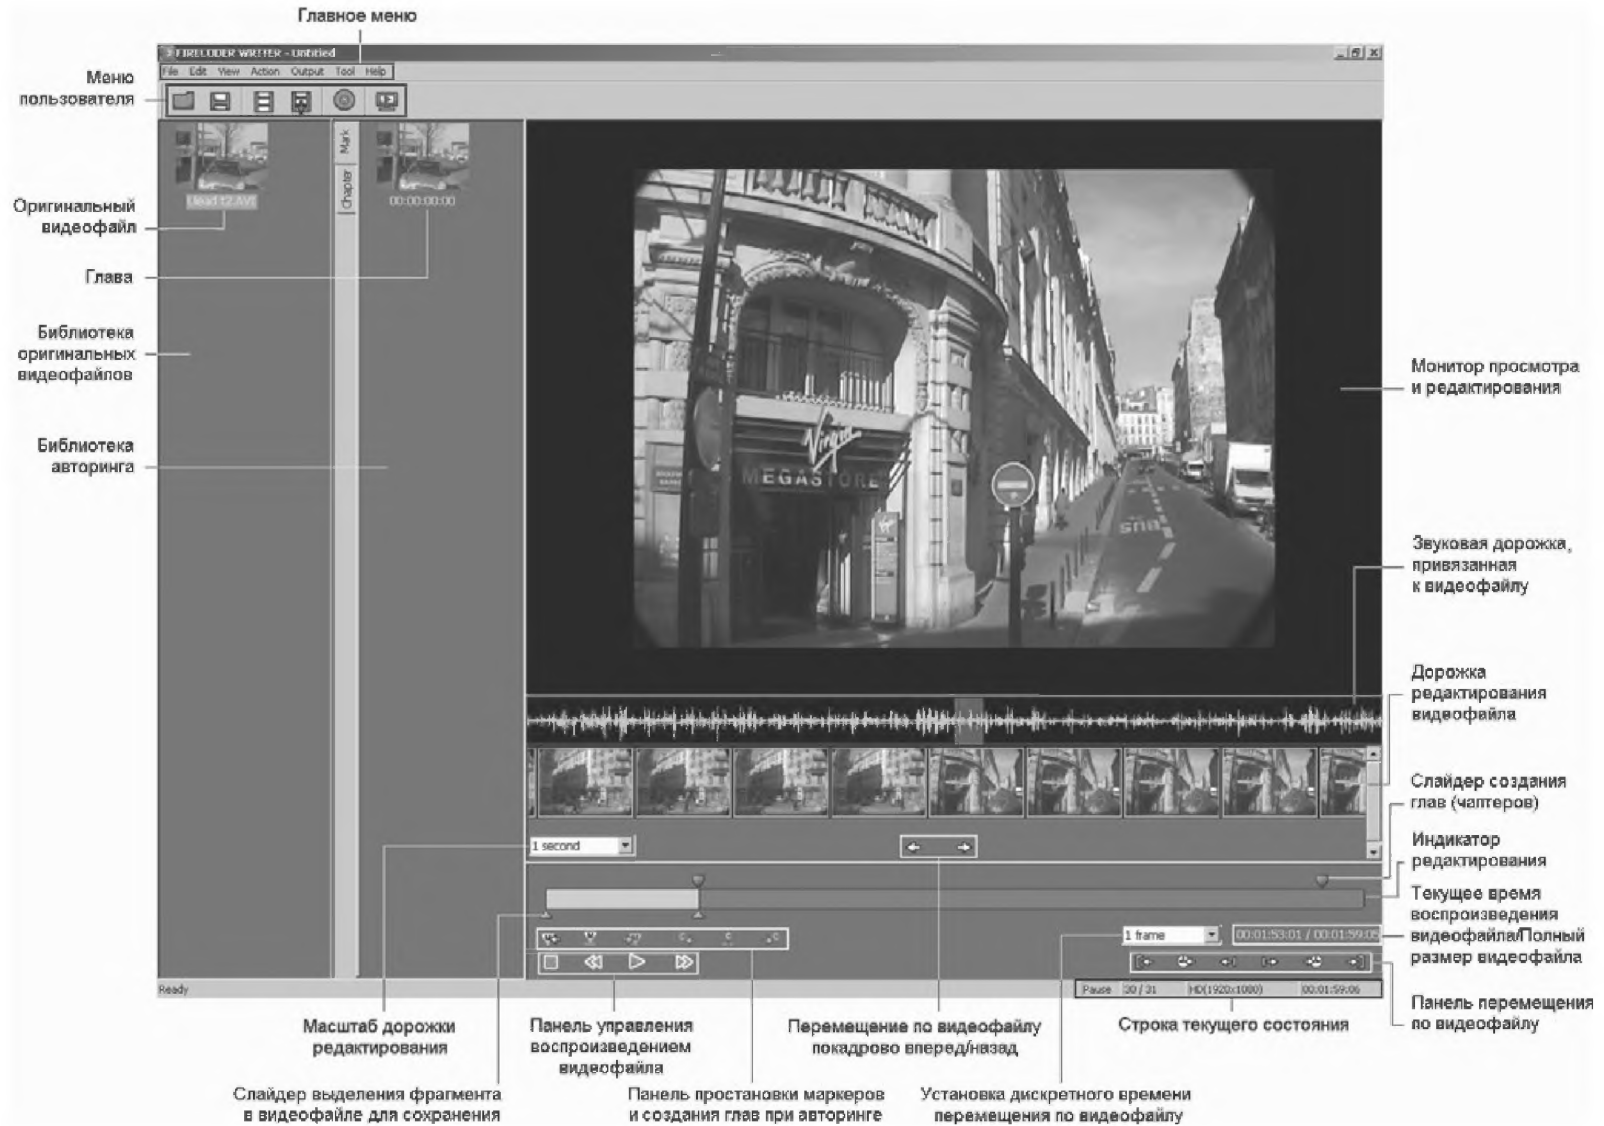 Главное меню
FIRECODER WRITER - Untitled
File Edit View Action Output Tool Help
Меню
пользователя
Mark
Chapter
00:00:00:00
Оригинальный
видеофайл
Глава
Библиотека
оригинальных
видеофайлов
Библиотека
авторинга
Virgin
MEGASTORE
BUS
Монитор просмотра
и редактирования
Звуковая дорожка,
привязанная
к видеофайлу
Дорожка
редактирования
видеофайла
Слайдер создания
глав (чаптеров)
1 second
Индикатор
редактирования
Текущее время
воспроизведения
видеофайла/Полный
размер видеофайла
1 frame
00:01:53:01 / 00:01:59:05
Ready
Pause 30 / 31 HD(1920x1080) 00:01:59:06
Панель перемещения
по видеофайлу
Масштаб дорожки
редактирования
Панель управления
воспроизведением
видеофайла
Перемещение по видеофайлу
покадрово вперед/назад
Строка текущего состояния
Слайдер выделения фрагмента
в видеофайле для сохранения
Панель простановки маркеров
и создания глав при авторинге
Установка дискретного времени
перемещения по видеофайлу